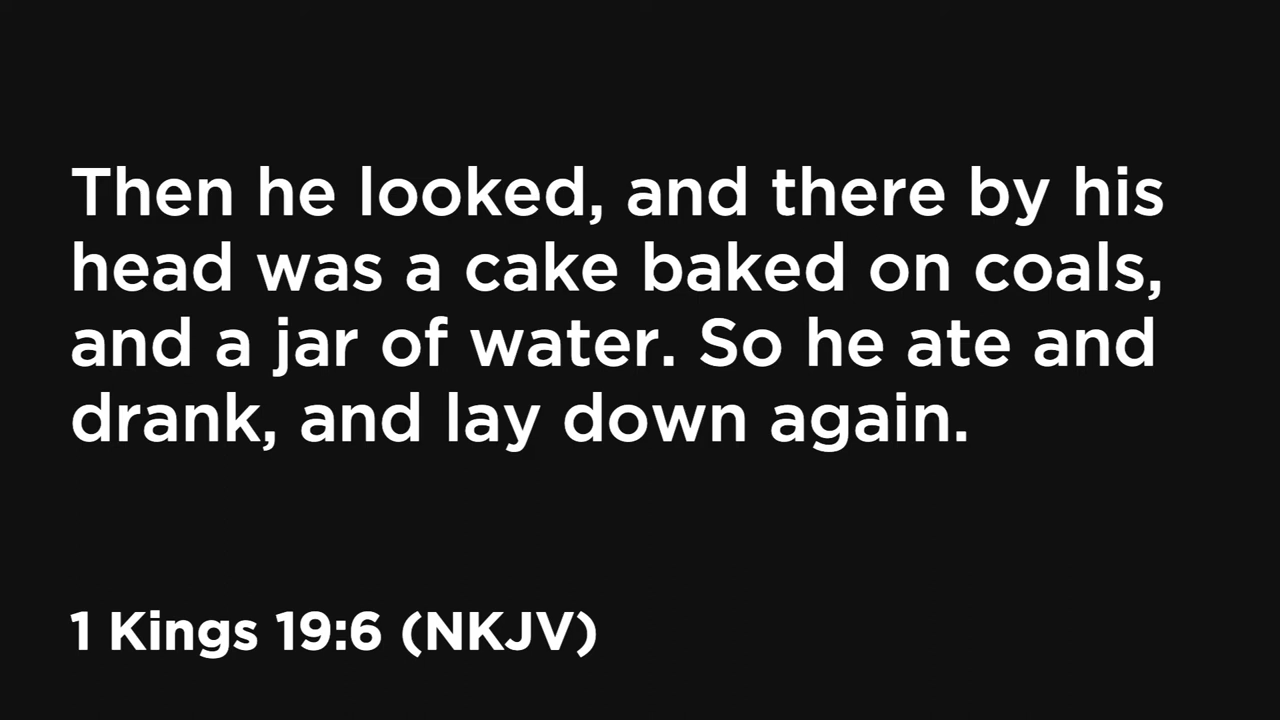 Then he looked, and there by his
head was a cake baked on coals,
and a jar of water. So he ate and
drank, and lay down again.
1 Kings 19:6 (NKJV)